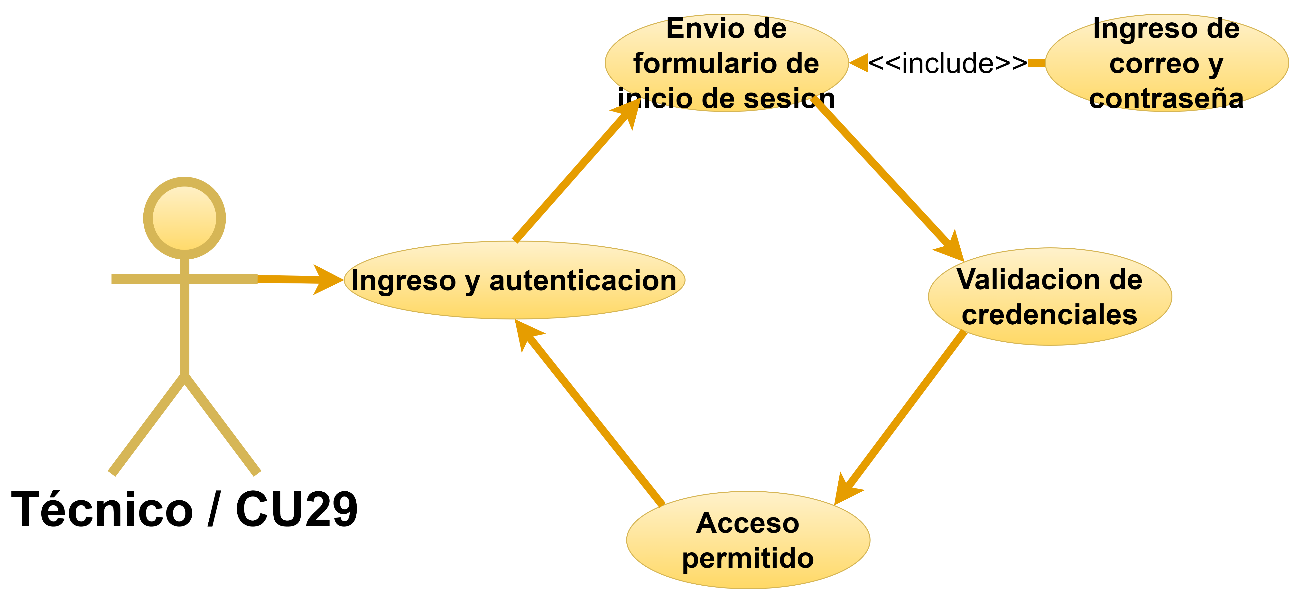 Envio de
formulario de
inicio de sesion
<<include>>
Ingreso de
correo y
contraseña
Ingreso y autenticacion
Validacion de
credenciales
Técnico / CU29
Acceso
permitido